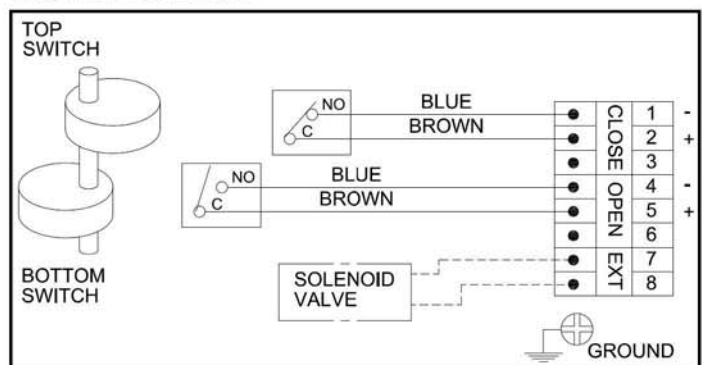 TOP
SWITCH
NO
C
BLUE
BROWN
NO
C
BLUE
BROWN
BOTTOM
SWITCH
SOLENOID
VALVE
CLOSE
OPEN
EXT
1 -
2 +
3
4 -
5 +
6
7
8
GROUND